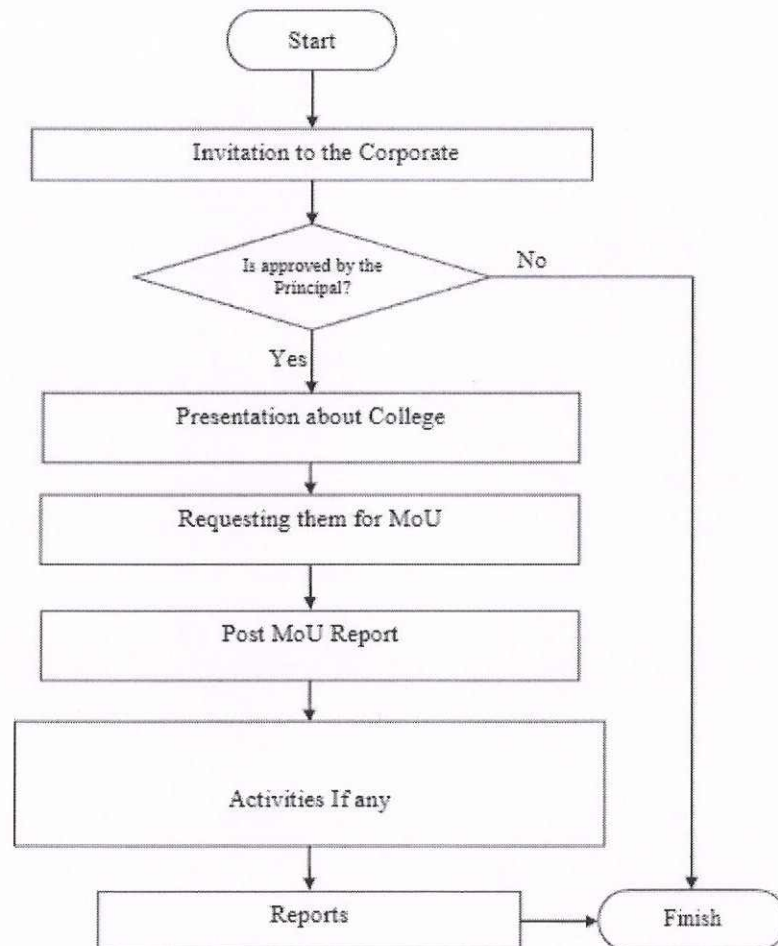 Start
Invitation to the Corporate
Is approved by the
Principal?
No
Yes
Presentation about College
Requesting them for MoU
Post MoU Report
Activities If any
Reports
Finish